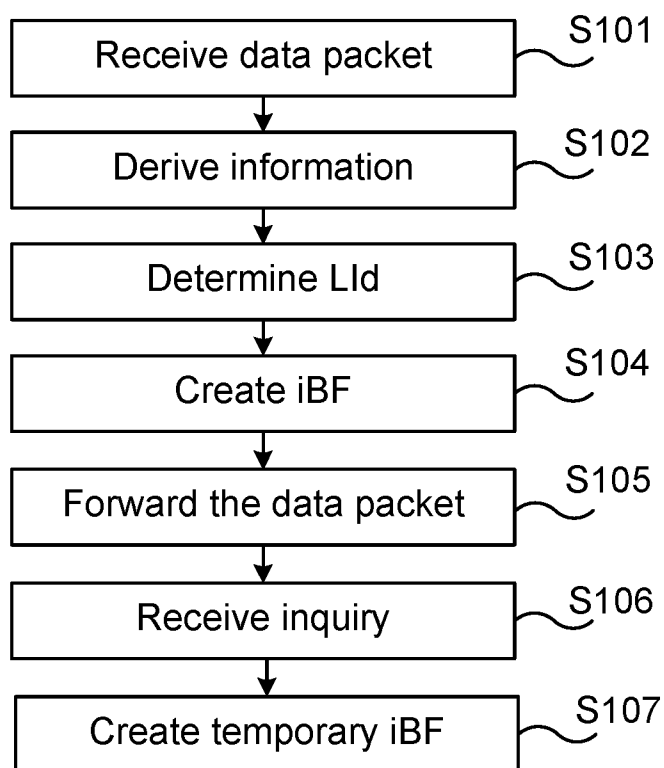 Receive data packet
S101
Derive information
S102
Determine LId
S103
Create iBF
S104
Forward the data packet
S105
Receive inquiry
S106
Create temporary iBF
S107